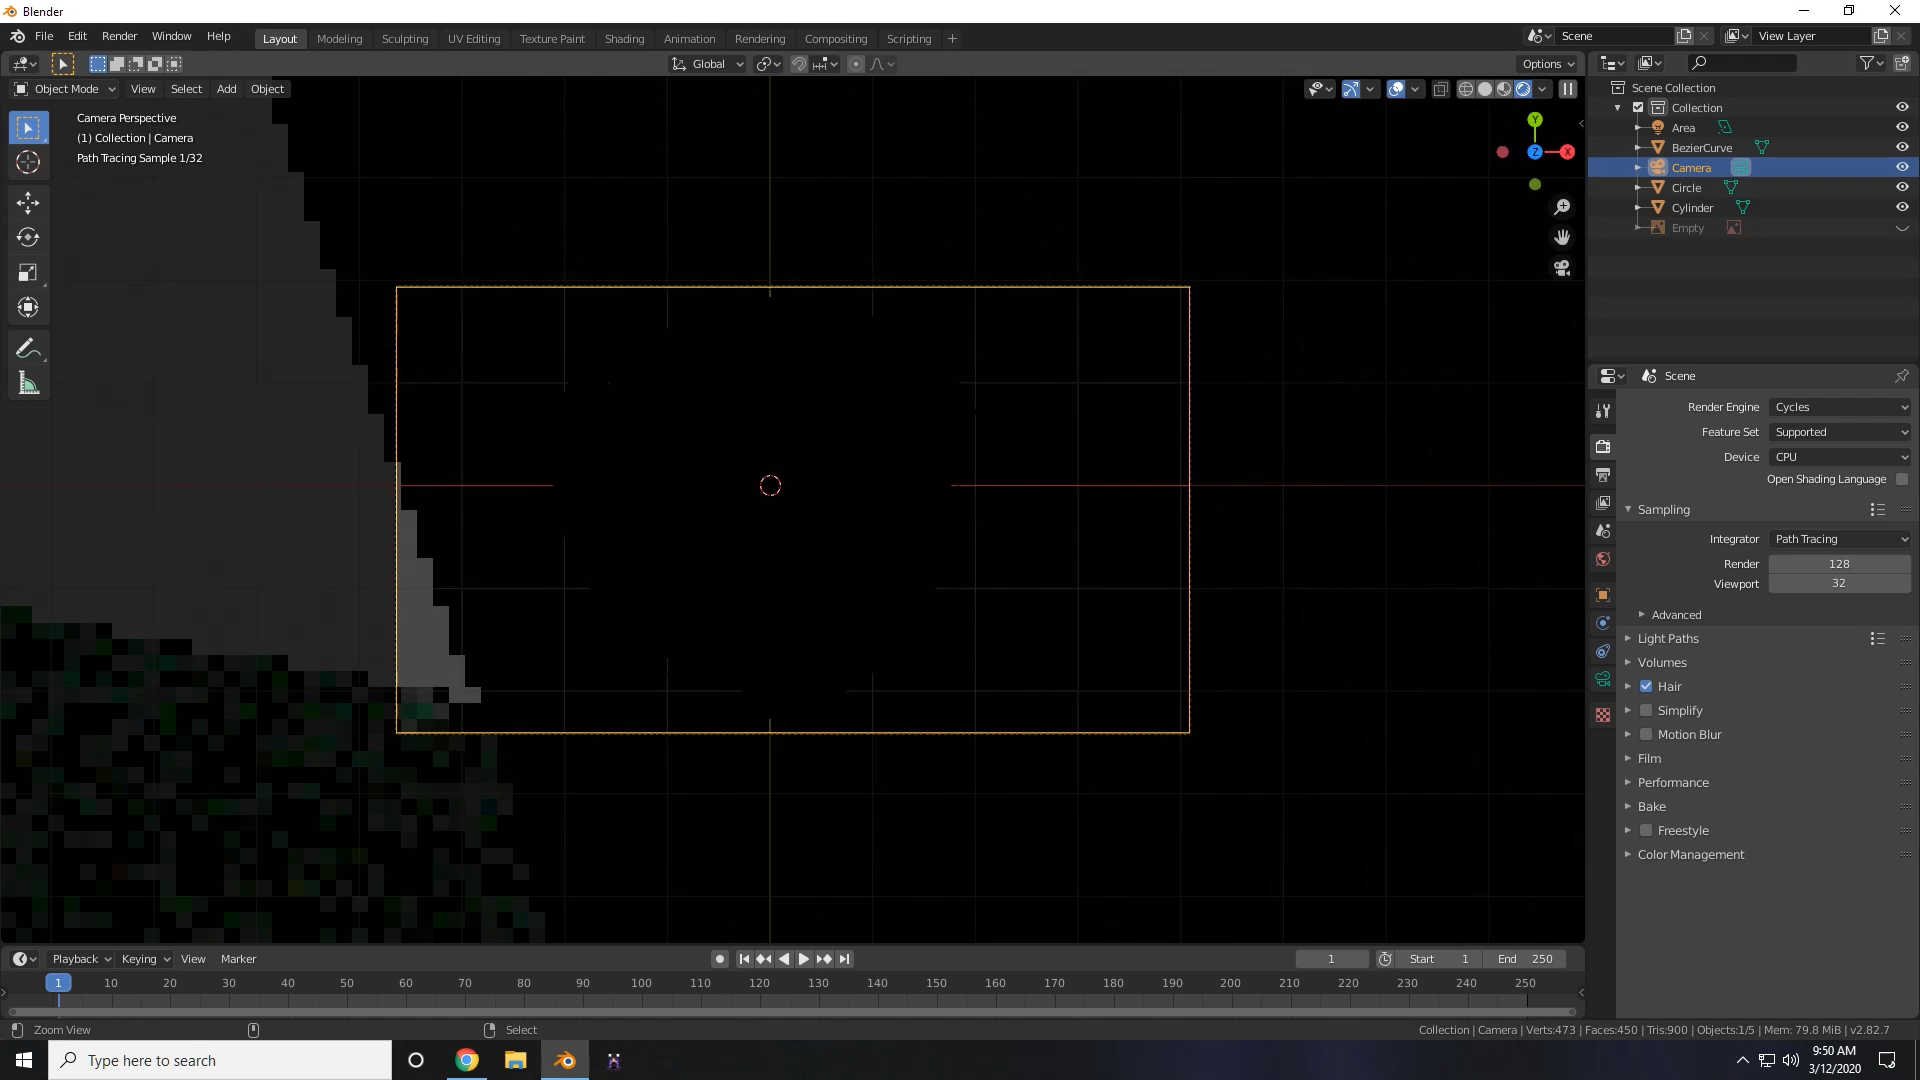 Blender
File Edit Render Window Help
Layout Modeling Sculpting UV Editing Texture Paint Shading Animation Rendering Compositing Scripting +
Scene View Layer
Global Options
Object Mode View Select Add Object
Camera Perspective
(1) Collection | Camera
Path Tracing Sample 1/32
Y
Z
X
Scene Collection
Collection
Area
BezierCurve
Camera
Circle
Cylinder
Empty
Scene
Render Engine Cycles
Feature Set Supported
Device CPU
Open Shading Language
Sampling
Integrator Path Tracing
Render 128
Viewport 32
Advanced
Light Paths
Volumes
Hair
Simplify
Motion Blur
Film
Performance
Bake
Freestyle
Color Management
Playback Keying View Marker
1 Start 1 End 250
1 10 20 30 40 50 60 70 80 90 100 110 120 130 140 150 160 170 180 190 200 210 220 230 240 250
Zoom View Select
Collection | Camera | Verts:473 | Faces:450 | Tris:900 | Objects:1/5 | Mem: 79.8 MiB | v2.82.7
Type here to search
9:50 AM
3/12/2020